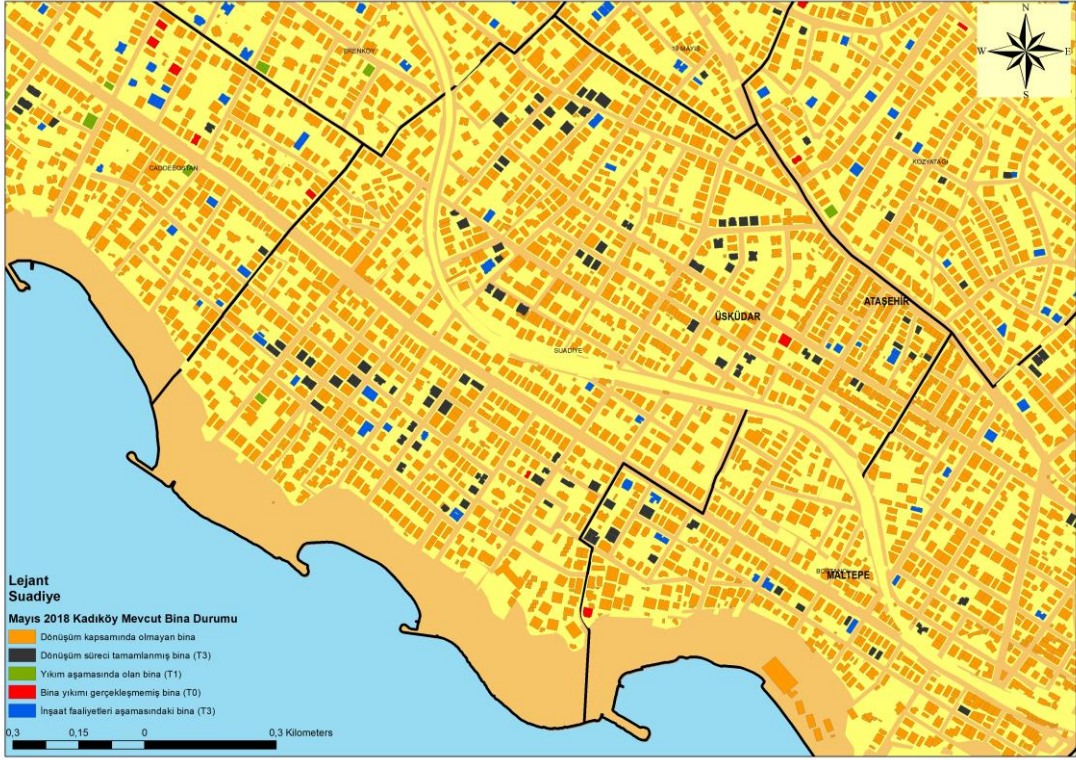 N
W
E
S
ERENKÖY
19 MAYIS
CADDEBOSTAN
KOZYATAĞI
ATAŞEHİR
ÜSKÜDAR
SUADİYE
MALTEPE
Lejant
Suadiye
Mayıs 2018 Kadıköy Mevcut Bina Durumu
Dönüşüm kapsamında olmayan bina
Dönüşüm süreci tamamlanmış bina (T3)
Yıkım aşamasında olan bina (T1)
Bina yıkımı gerçekleşmemiş bina (T0)
İnşaat faaliyetleri aşamasındaki bina (T3)
0,3 0,15 0 0,3 Kilometers